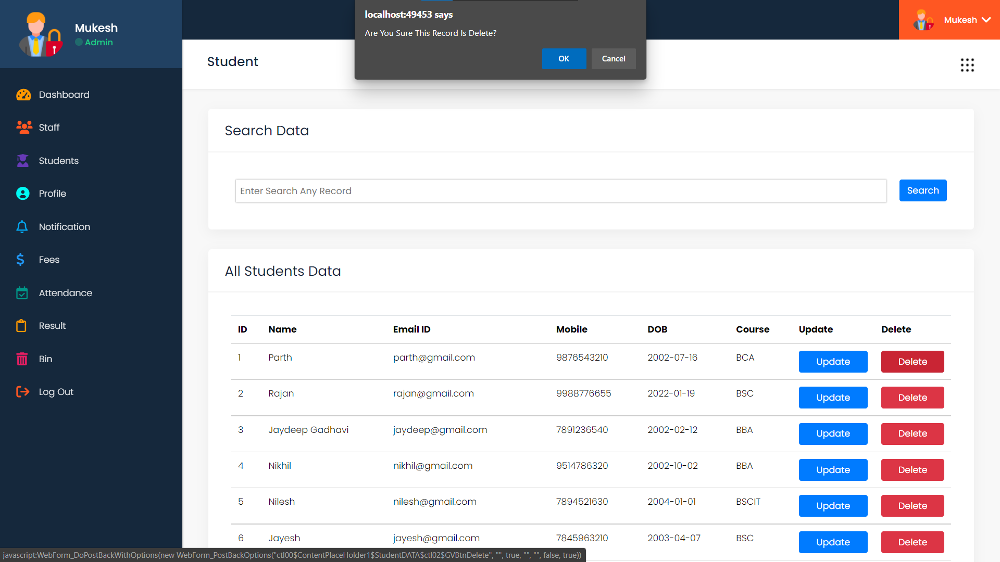 localhost:49453 says
Are You Sure This Record Is Delete?
OK Cancel
Mukesh
Admin
Mukesh
Student
Dashboard
Staff
Students
Profile
Notification
Fees
Attendance
Result
Bin
Log Out
Search Data
Enter Search Any Record
Search
All Students Data
ID Name Email ID Mobile DOB Course Update Delete
1 Parth parth@gmail.com 9876543210 2002-07-16 BCA Update Delete
2 Rajan rajan@gmail.com 9988776655 2022-01-19 BSC Update Delete
3 Jaydeep Gadhavi jaydeep@gmail.com 7891236540 2002-02-12 BBA Update Delete
4 Nikhil nikhil@gmail.com 9514786320 2002-10-02 BBA Update Delete
5 Nilesh nilesh@gmail.com 7894521630 2004-01-01 BSCIT Update Delete
6 Jayesh jayesh@gmail.com 7845963210 2003-04-07 BSC Update Delete
javascript:WebForm_DoPostBackWithOptions(new WebForm_PostBackOptions("ctl00$ContentPlaceHolder1$StudentDATA$ctl02$GVBtnDelete", "", true, "", "", false, true))